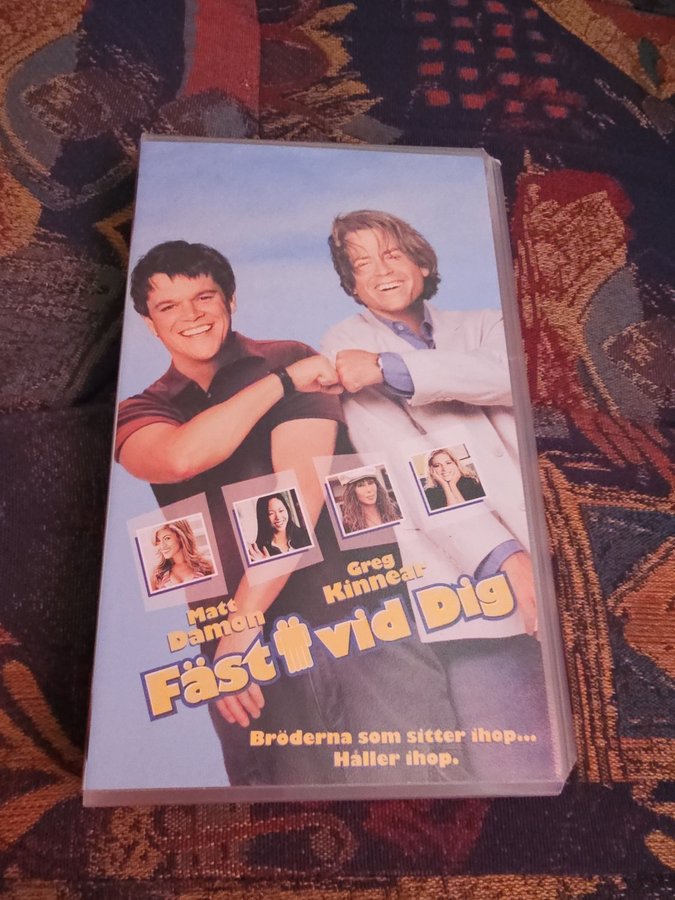 Matt
Damon
Greg
Kinnear
Fäst vid Dig
Bröderna som sitter ihop...
Håller ihop.